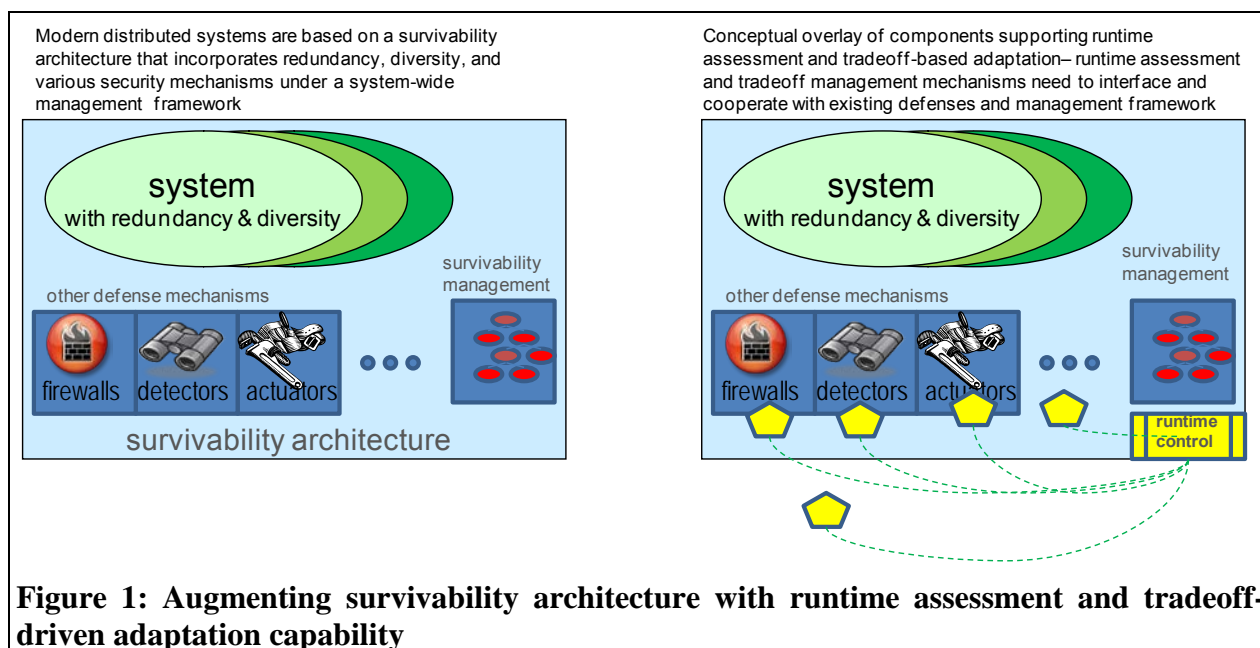 Modern distributed systems are based on a survivability
architecture that incorporates redundancy, diversity, and
various security mechanisms under a system-wide
management framework
system
with redundancy & diversity
survivability
management
other defense mechanisms
firewalls
detectors
actuators
survivability architecture
Conceptual overlay of components supporting runtime
assessment and tradeoff-based adaptation– runtime assessment
and tradeoff management mechanisms need to interface and
cooperate with existing defenses and management framework
system
with redundancy & diversity
survivability
management
other defense mechanisms
firewalls
detectors
actuators
runtime
control
Figure 1: Augmenting survivability architecture with runtime assessment and tradeoff-
driven adaptation capability